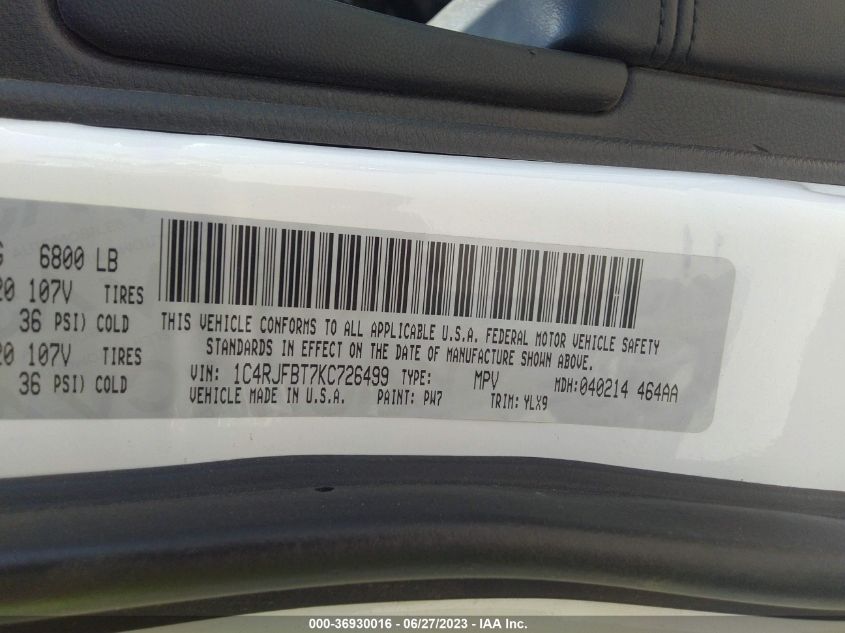 G 6800 LB
20 107V TIRES
36 PSI) COLD
20 107V TIRES
36 PSI) COLD
THIS VEHICLE CONFORMS TO ALL APPLICABLE U.S.A. FEDERAL MOTOR VEHICLE SAFETY
STANDARDS IN EFFECT ON THE DATE OF MANUFACTURE SHOWN ABOVE.
VIN: 1C4RJFBT7KC726499 TYPE: MPV MDH:040214 464AA
VEHICLE MADE IN U.S.A. PAINT: PW7 TRIM: YLX9
000-36930016 - 06/27/2023 - IAA Inc.